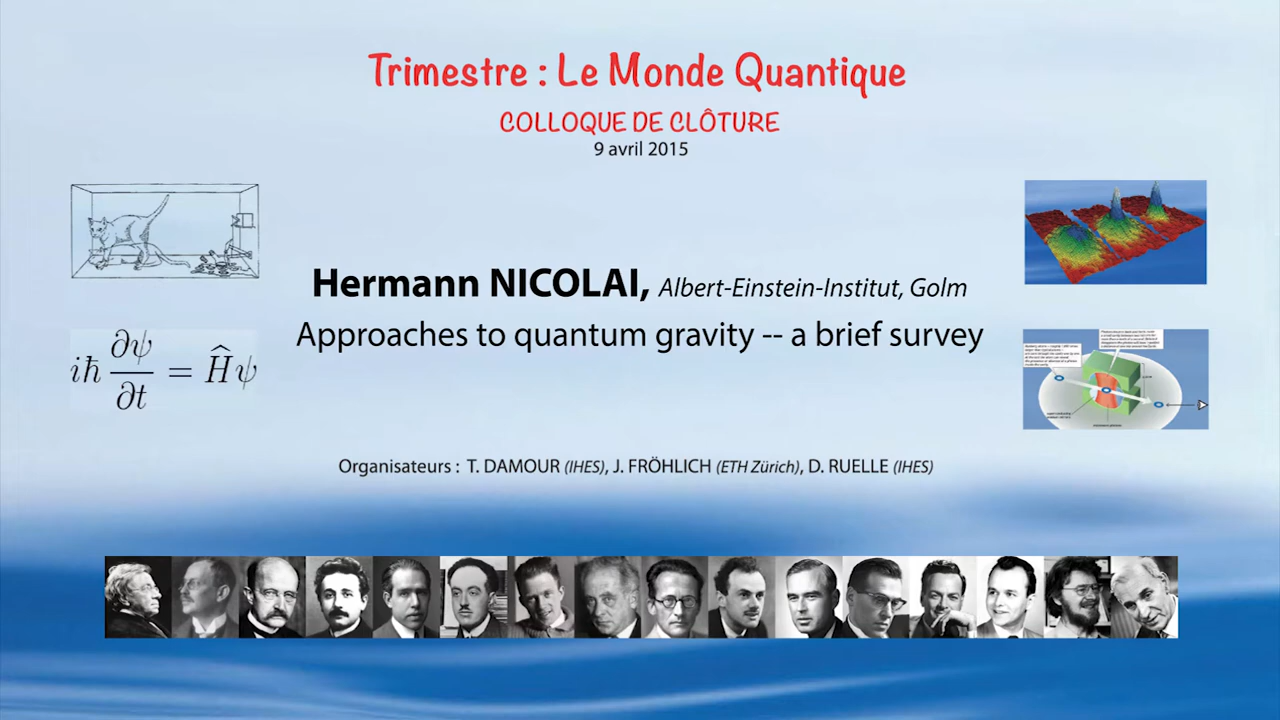 Trimestre : Le Monde Quantique
COLLOQUE DE CLÔTURE
9 avril 2015
Hermann NICOLAI, Albert-Einstein-Institut, Golm
Approaches to quantum gravity -- a brief survey
iħ ∂ψ/∂t = Ĥψ
Organisateurs : T. DAMOUR (IHES), J. FRÖHLICH (ETH Zürich), D. RUELLE (IHES)